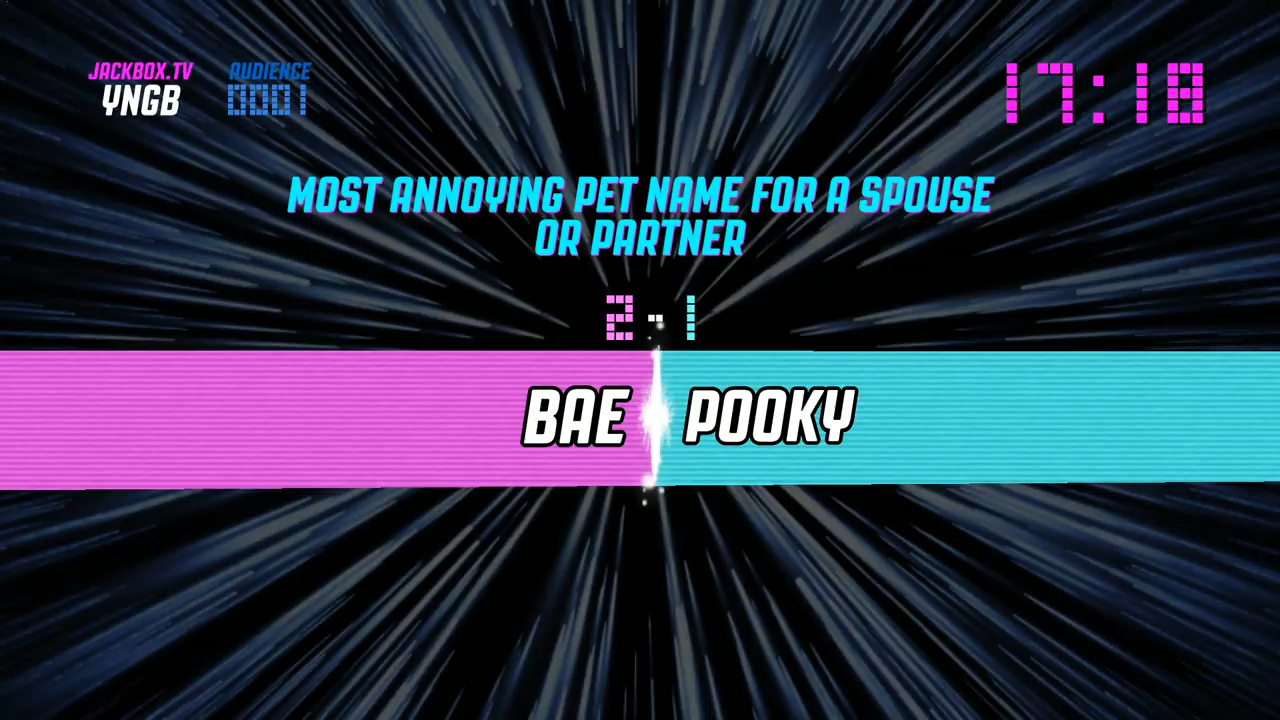 JACKBOX.TV
YNGB
AUDIENCE
0001
17:18
MOST ANNOYING PET NAME FOR A SPOUSE
OR PARTNER
2-1
BAE
POOKY